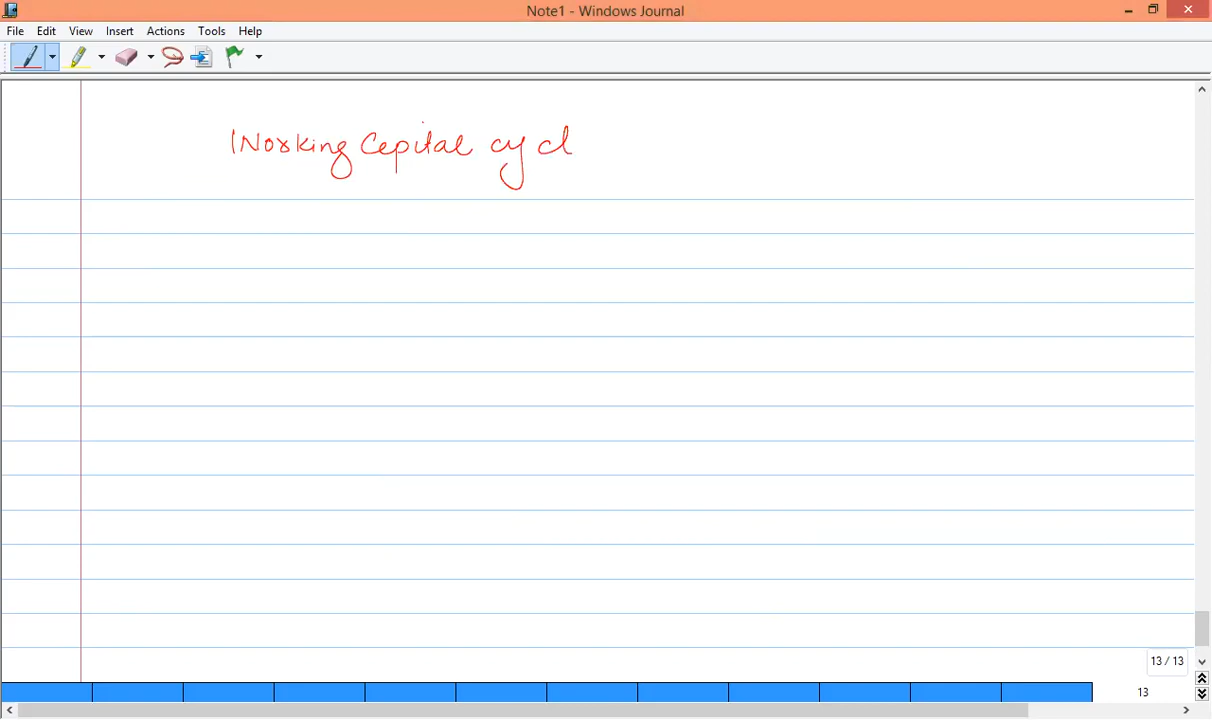 Note1 - Windows Journal
File Edit View Insert Actions Tools Help
Working Capital cycl
13 / 13
13